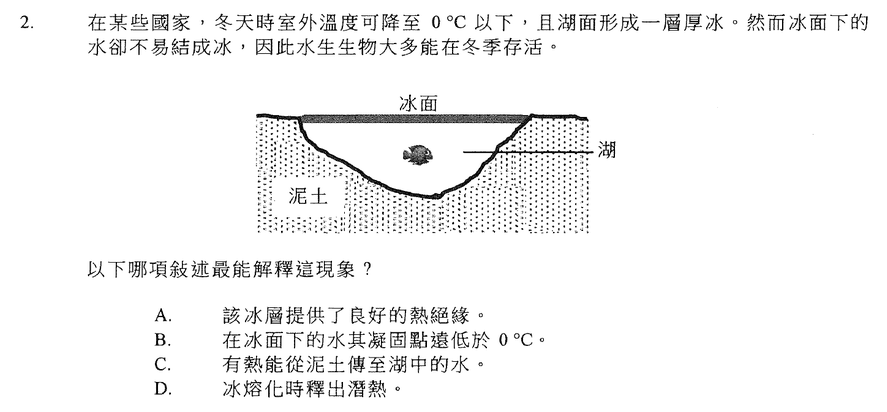 2. 在某些國家，冬天時室外溫度可降至 0 °C 以下，且湖面形成一層厚冰。然而冰面下的
水卻不易結成冰，因此水生生物大多能在冬季存活。
冰面
湖
泥土
以下哪項敍述最能解釋這現象？
A. 該冰層提供了良好的熱絕緣。
B. 在冰面下的水其凝固點遠低於 0 °C。
C. 有熱能從泥土傳至湖中的水。
D. 冰熔化時釋出潛熱。